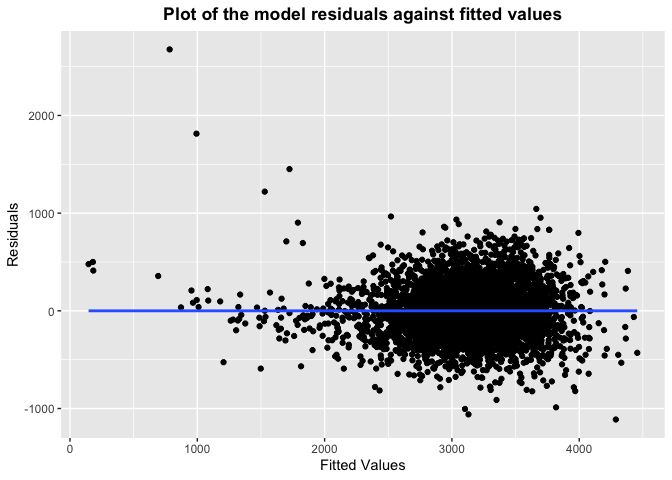 Plot of the model residuals against fitted values
Residuals
2000
1000
0
-1000
0 1000 2000 3000 4000
Fitted Values